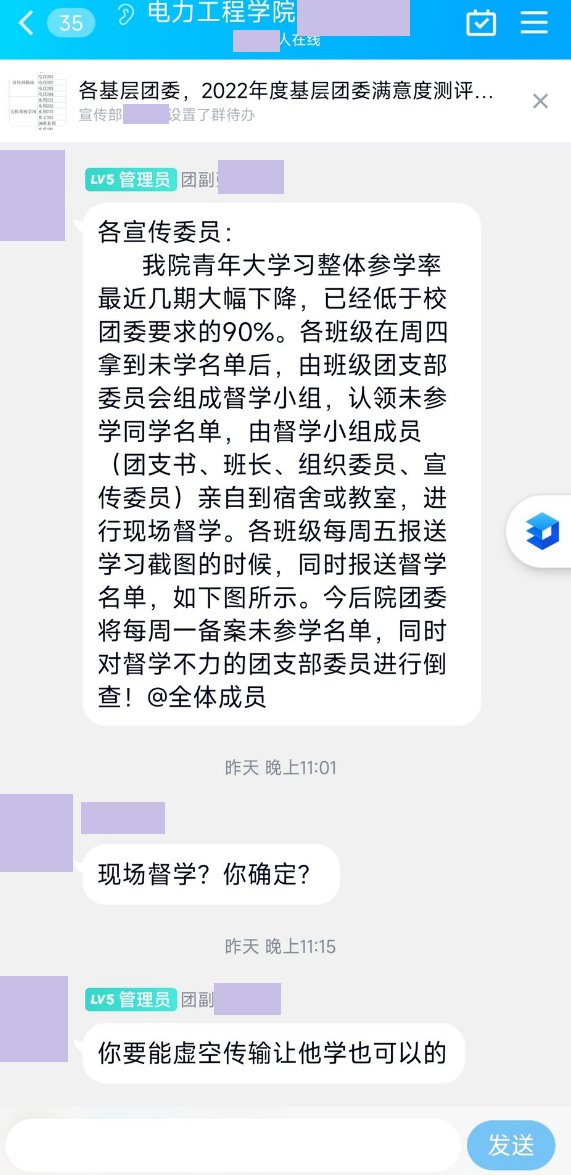 35
电力工程学院
人在线
各基层团委，2022年度基层团委满意度测评...
宣传部
设置了群待办
LV5 管理员 团副
各宣传委员：
我院青年大学习整体参学率
最近几期大幅下降，已经低于校
团委要求的90%。各班级在周四
拿到未学名单后，由班级团支部
委员会组成督学小组，认领未参
学同学名单，由督学小组成员
（团支书、班长、组织委员、宣
传委员）亲自到宿舍或教室，进
行现场督学。各班级每周五报送
学习截图的时候，同时报送督学
名单，如下图所示。今后院团委
将每周一备案未参学名单，同时
对督学不力的团支部委员进行倒
查！@全体成员
昨天 晚上11:01
现场督学？你确定？
昨天 晚上11:15
LV5 管理员 团副
你要能虚空传输让他学也可以的
发送